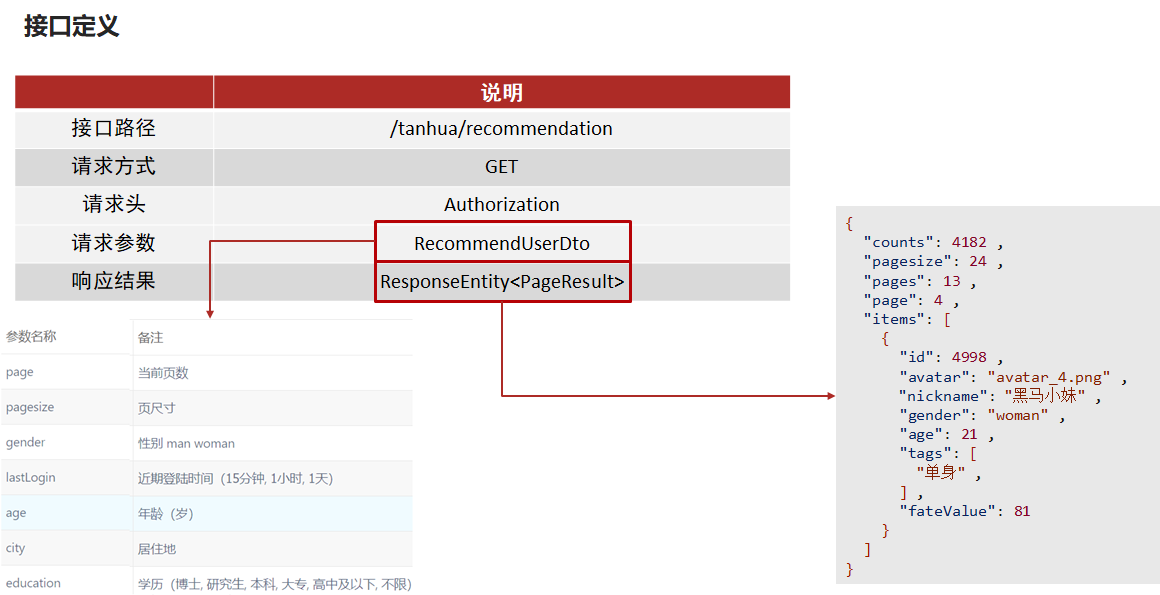 接口定义
说明
接口路径 /tanhua/recommendation
请求方式 GET
请求头 Authorization
请求参数 RecommendUserDto
响应结果 ResponseEntity<PageResult>
参数名称 备注
page 当前页数
pagesize 页尺寸
gender 性别 man woman
lastLogin 近期登陆时间（15分钟, 1小时, 1天）
age 年龄（岁）
city 居住地
education 学历（博士, 研究生, 本科, 大专, 高中及以下, 不限）
{
"counts": 4182 ,
"pagesize": 24 ,
"pages": 13 ,
"page": 4 ,
"items": [
{
"id": 4998 ,
"avatar": "avatar_4.png" ,
"nickname": "黑马小妹" ,
"gender": "woman" ,
"age": 21 ,
"tags": [
"单身" ,
] ,
"fateValue": 81
}
]
}